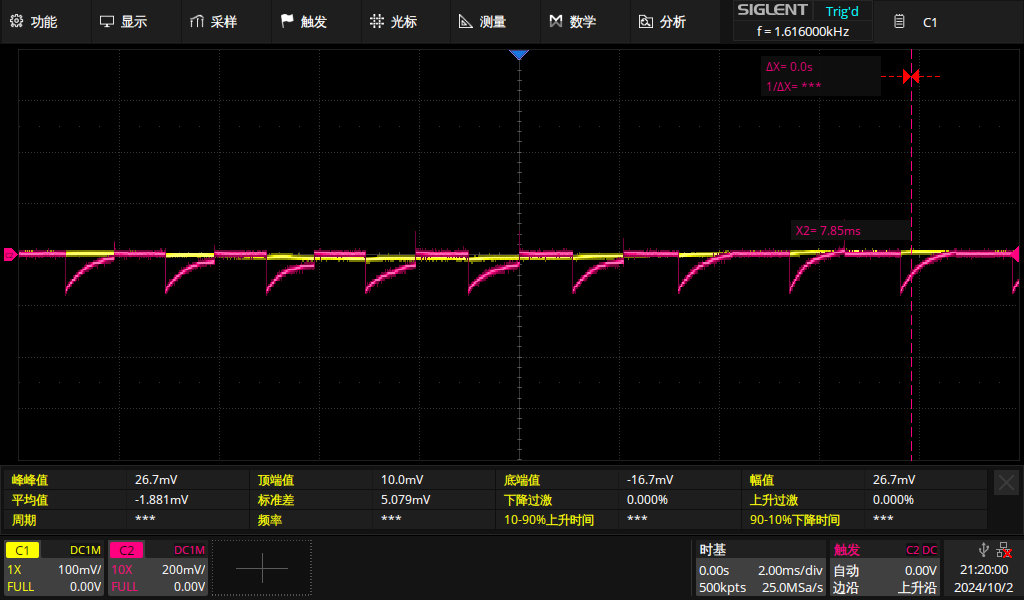 功能 显示 采样 触发 光标 测量 数学 分析 SIGLENT Trig'd C1
f = 1.616000kHz
ΔX= 0.0s
1/ΔX= ***
X2= 7.85ms
峰峰值 26.7mV 顶端值 10.0mV 底端值 -16.7mV 幅值 26.7mV
平均值 -1.881mV 标准差 5.079mV 下降过激 0.000% 上升过激 0.000%
周期 *** 频率 *** 10-90%上升时间 *** 90-10%下降时间 ***
C1 DC1M C2 DC1M 时基 触发 C2 DC
1X 100mV/ 10X 200mV/ 0.00s 2.00ms/div 自动 0.00V 21:20:00
FULL 0.00V FULL 0.00V 500kpts 25.0MSa/s 边沿 上升沿 2024/10/2